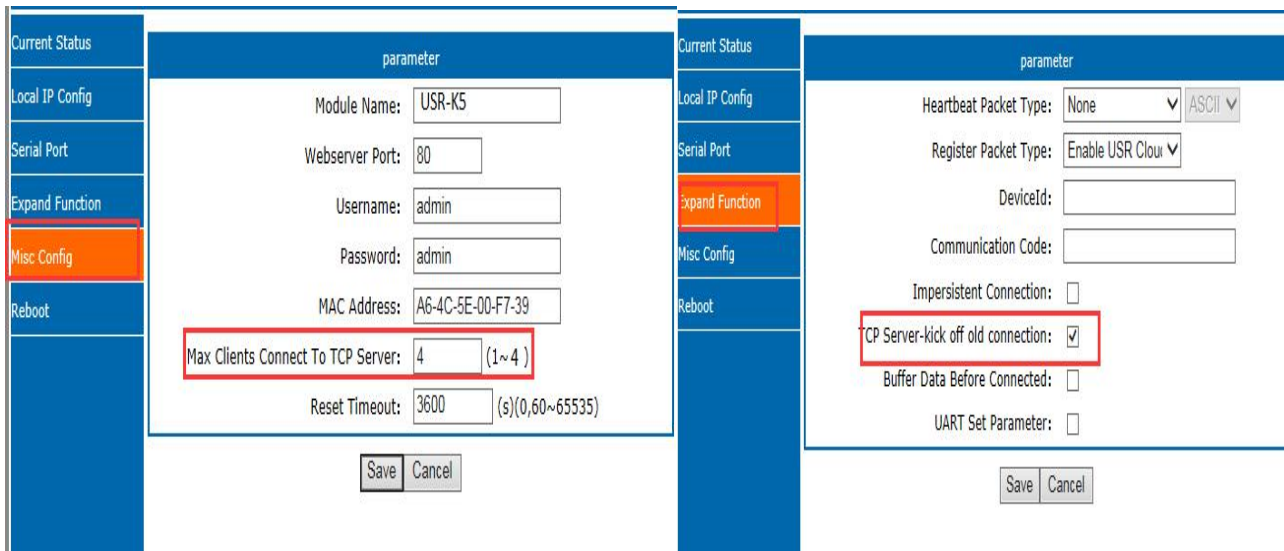 Current Status
Local IP Config
Serial Port
Expand Function
Misc Config
Reboot
parameter
Module Name: USR-K5
Webserver Port: 80
Username: admin
Password: admin
MAC Address: A6-4C-5E-00-F7-39
Max Clients Connect To TCP Server: 4 (1~4 )
Reset Timeout: 3600 (s)(0,60~65535)
Save Cancel
Current Status
Local IP Config
Serial Port
Expand Function
Misc Config
Reboot
parameter
Heartbeat Packet Type: None ASCII
Register Packet Type: Enable USR Clou
DeviceId:
Communication Code:
Impersistent Connection:
TCP Server-kick off old connection:
Buffer Data Before Connected:
UART Set Parameter:
Save Cancel